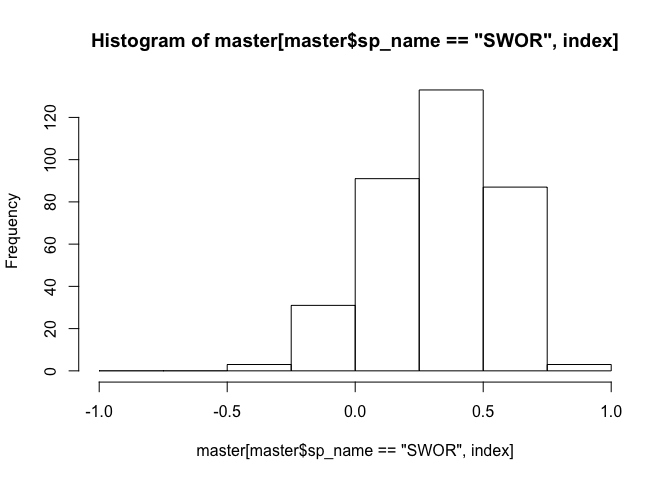 Histogram of master[master$sp_name == "SWOR", index]
Frequency
120
100
80
60
40
20
0
-1.0 -0.5 0.0 0.5 1.0
master[master$sp_name == "SWOR", index]